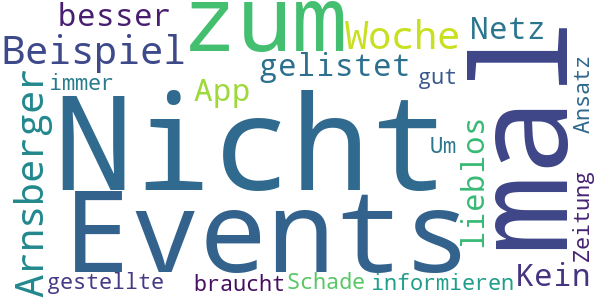 besser
zum
Woche
Netz
mal
Beispiel
gelistet
gut
immer
App
Ansatz
Arnsberger
Nicht
Um
lieblos
Events
Zeitung
Kein
gestellte
braucht
Schade
informieren